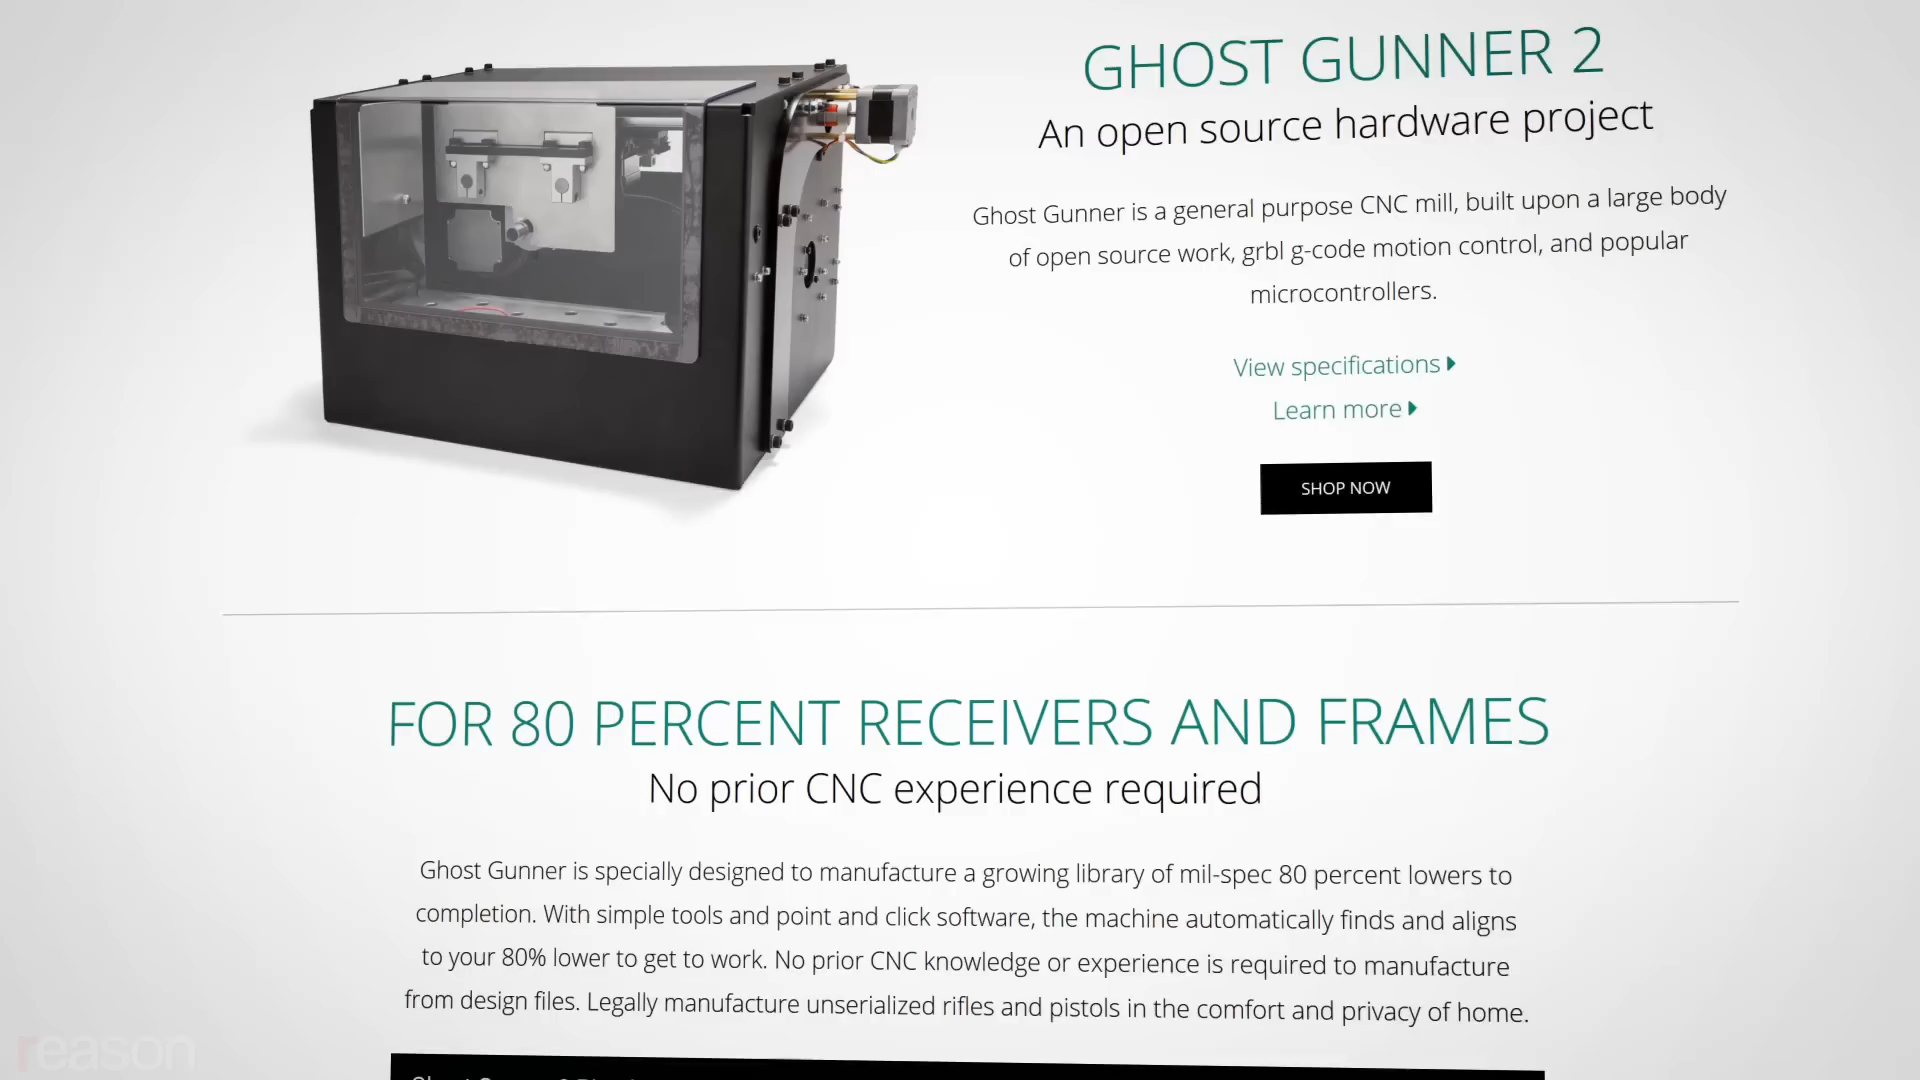 GHOST GUNNER 2
An open source hardware project
Ghost Gunner is a general purpose CNC mill, built upon a large body
of open source work, grbl g-code motion control, and popular
microcontrollers.
View specifications
Learn more
SHOP NOW
FOR 80 PERCENT RECEIVERS AND FRAMES
No prior CNC experience required
Ghost Gunner is specially designed to manufacture a growing library of mil-spec 80 percent lowers to
completion. With simple tools and point and click software, the machine automatically finds and aligns
to your 80% lower to get to work. No prior CNC knowledge or experience is required to manufacture
from design files. Legally manufacture unserialized rifles and pistols in the comfort and privacy of home.
reason